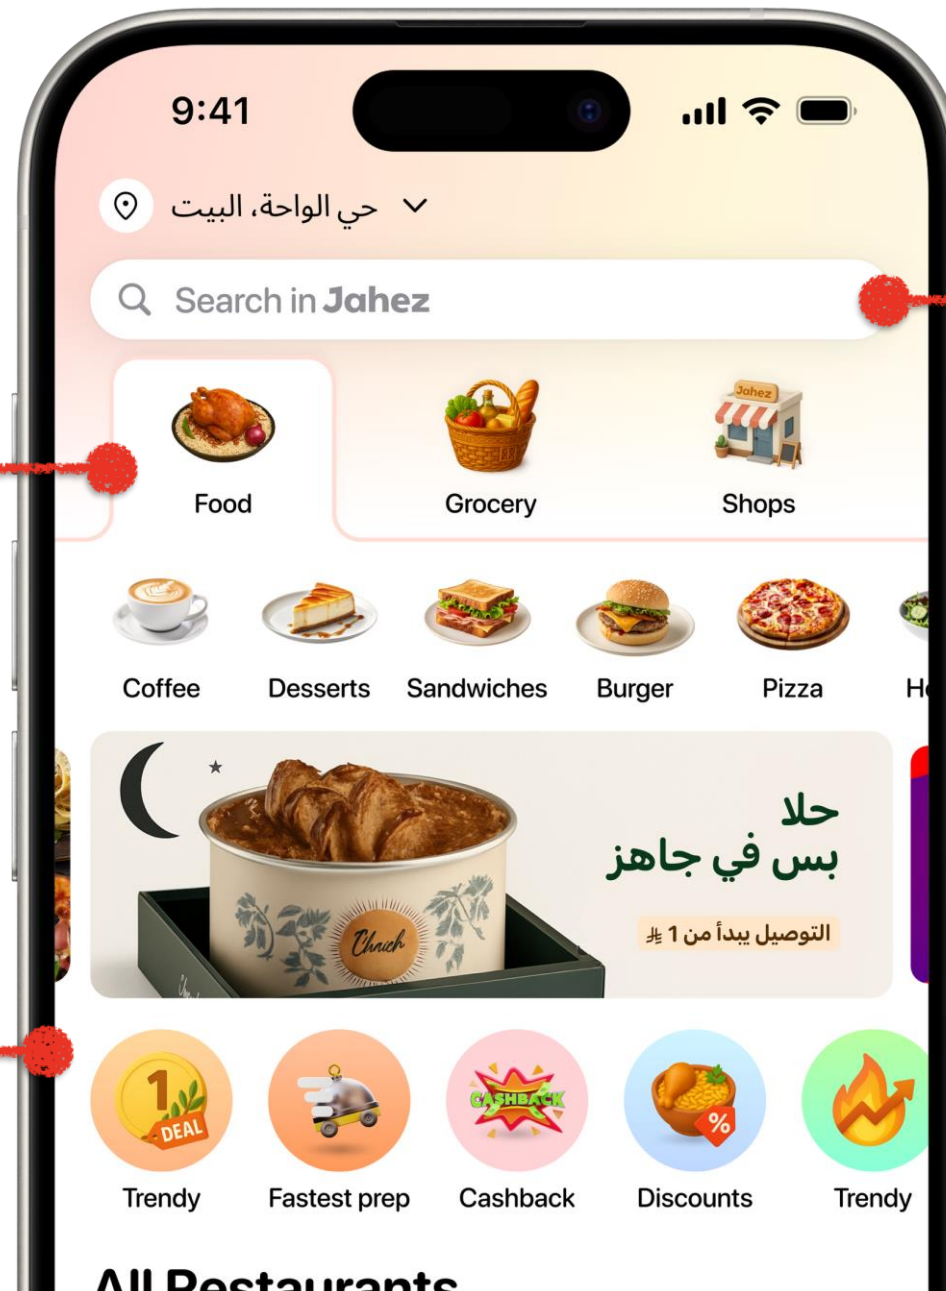 9:41
حي الواحة، البيت
Search in Jahez
Jahez
Food
Grocery
Shops
Coffee
Desserts
Sandwiches
Burger
Pizza
حلا
بس في جاهز
التوصيل يبدأ من 1 ⃁
1
DEAL
CASHBACK
%
Trendy
Fastest prep
Cashback
Discounts
Trendy
All Restaurants